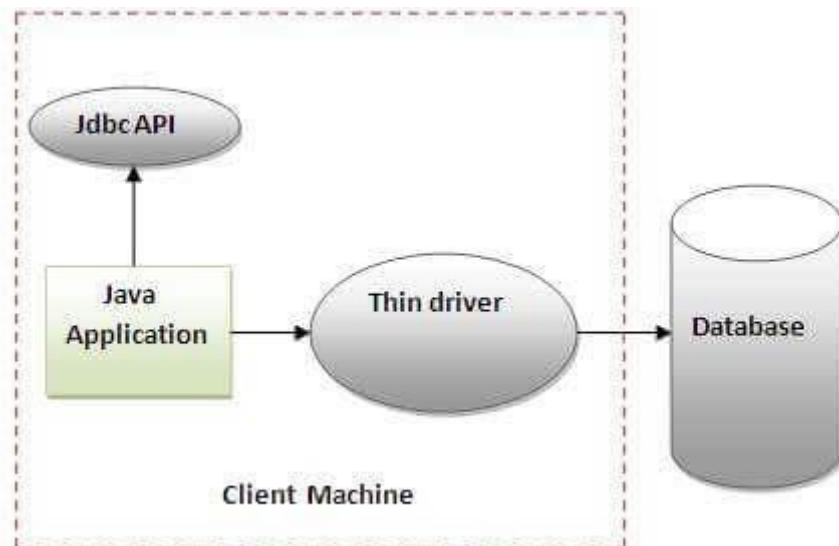 Jdbc API
Java
Application
Thin driver
Database
Client Machine